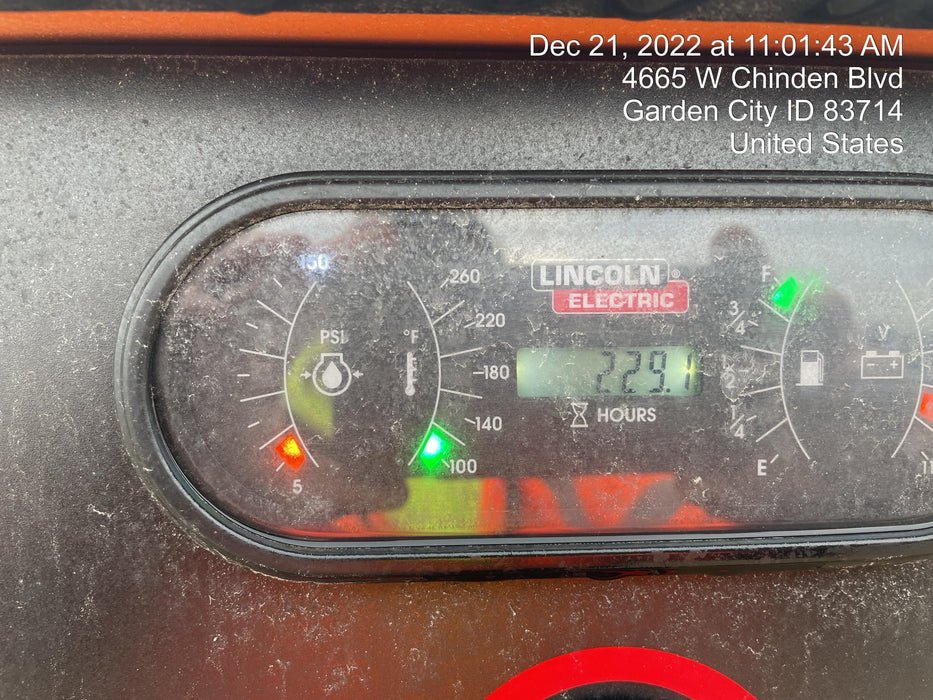 Dec 21, 2022 at 11:01:43 AM
4665 W Chinden Blvd
Garden City ID 83714
United States
150
PSI
5
°F
260
220
180
140
100
LINCOLN®
ELECTRIC
229.1
HOURS
F
3/4
1/2
1/4
E
V
- +